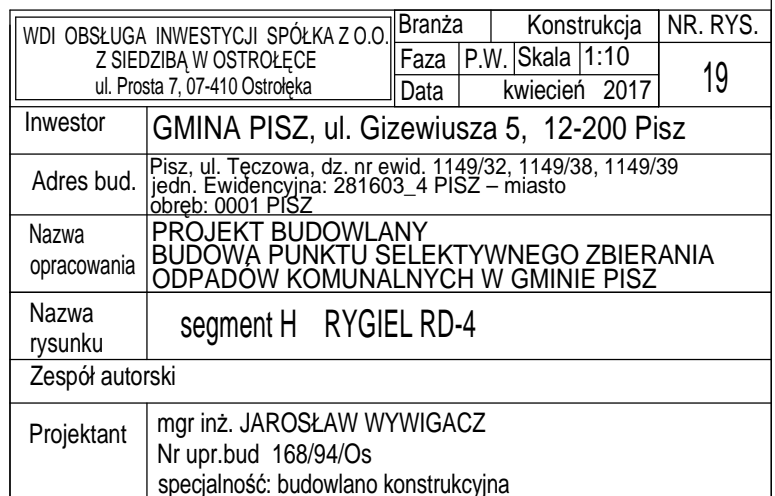 WDI OBSŁUGA INWESTYCJI SPÓŁKA Z O.O.
Z SIEDZIBĄ W OSTROŁĘCE
ul. Prosta 7, 07-410 Ostrołęka
Branża Konstrukcja
Faza P.W. Skala 1:10
Data kwiecień 2017
NR. RYS.
19
Inwestor GMINA PISZ, ul. Gizewiusza 5, 12-200 Pisz
Adres bud.
Pisz, ul. Tęczowa, dz. nr ewid. 1149/32, 1149/38, 1149/39
jedn. Ewidencyjna: 281603_4 PISZ – miasto
obręb: 0001 PISZ
Nazwa
opracowania
PROJEKT BUDOWLANY
BUDOWA PUNKTU SELEKTYWNEGO ZBIERANIA
ODPADÓW KOMUNALNYCH W GMINIE PISZ
Nazwa
rysunku
segment H RYGIEL RD-4
Zespół autorski
Projektant
mgr inż. JAROSŁAW WYWIGACZ
Nr upr.bud 168/94/Os
specjalność: budowlano konstrukcyjna